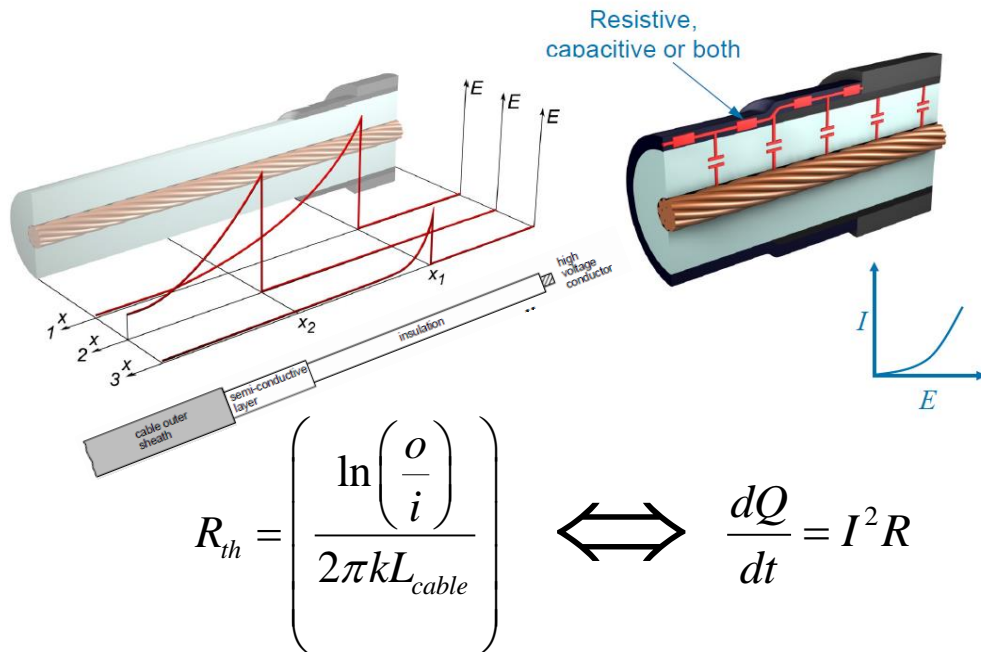 Resistive,
capacitive or both
E
E
E
x₁
high
voltage
conductor
x
1
x
2
x
3
x₂
insulation
semi-conductive
layer
cable outer
sheath
I
E
R_th = ( ln(o/i) / 2πkL_cable ) ⇔ dQ/dt = I²R